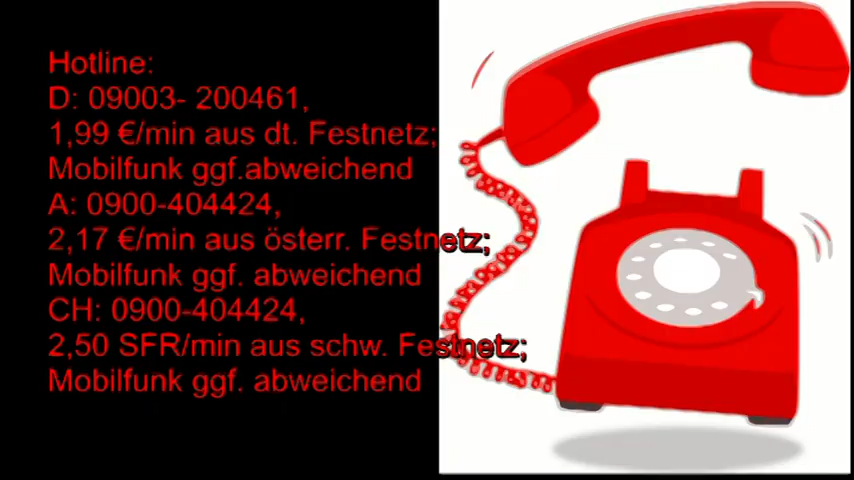 Hotline:
D: 09003- 200461,
1,99 €/min aus dt. Festnetz;
Mobilfunk ggf.abweichend
A: 0900-404424,
2,17 €/min aus österr. Festnetz;
Mobilfunk ggf. abweichend
CH: 0900-404424,
2,50 SFR/min aus schw. Festnetz;
Mobilfunk ggf. abweichend